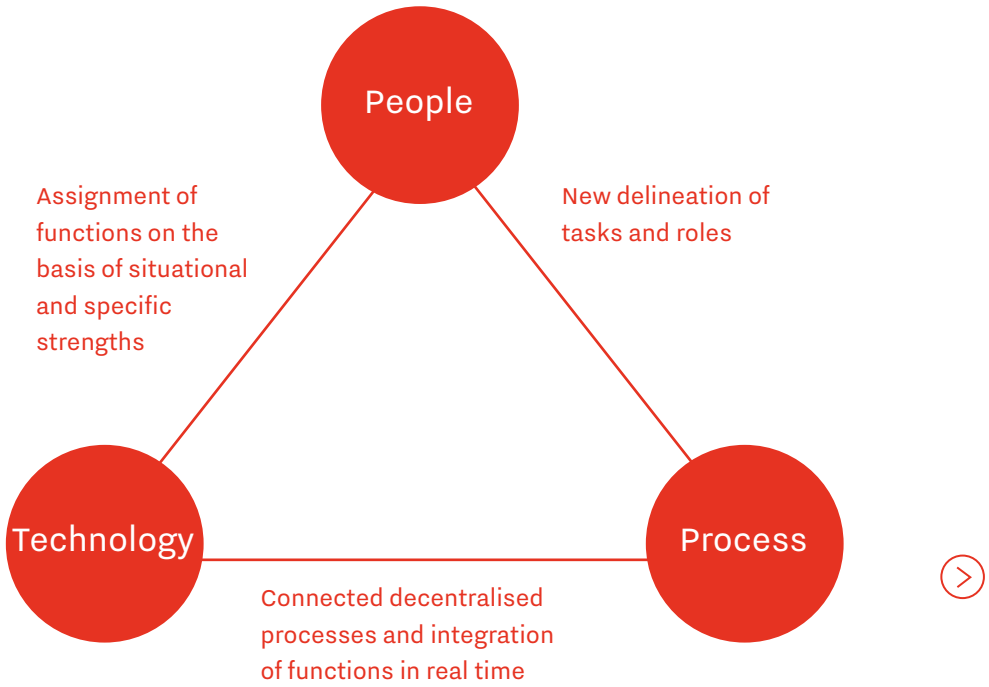 People
Assignment of
functions on the
basis of situational
and specific
strengths
New delineation of
tasks and roles
Technology
Process
Connected decentralised
processes and integration
of functions in real time